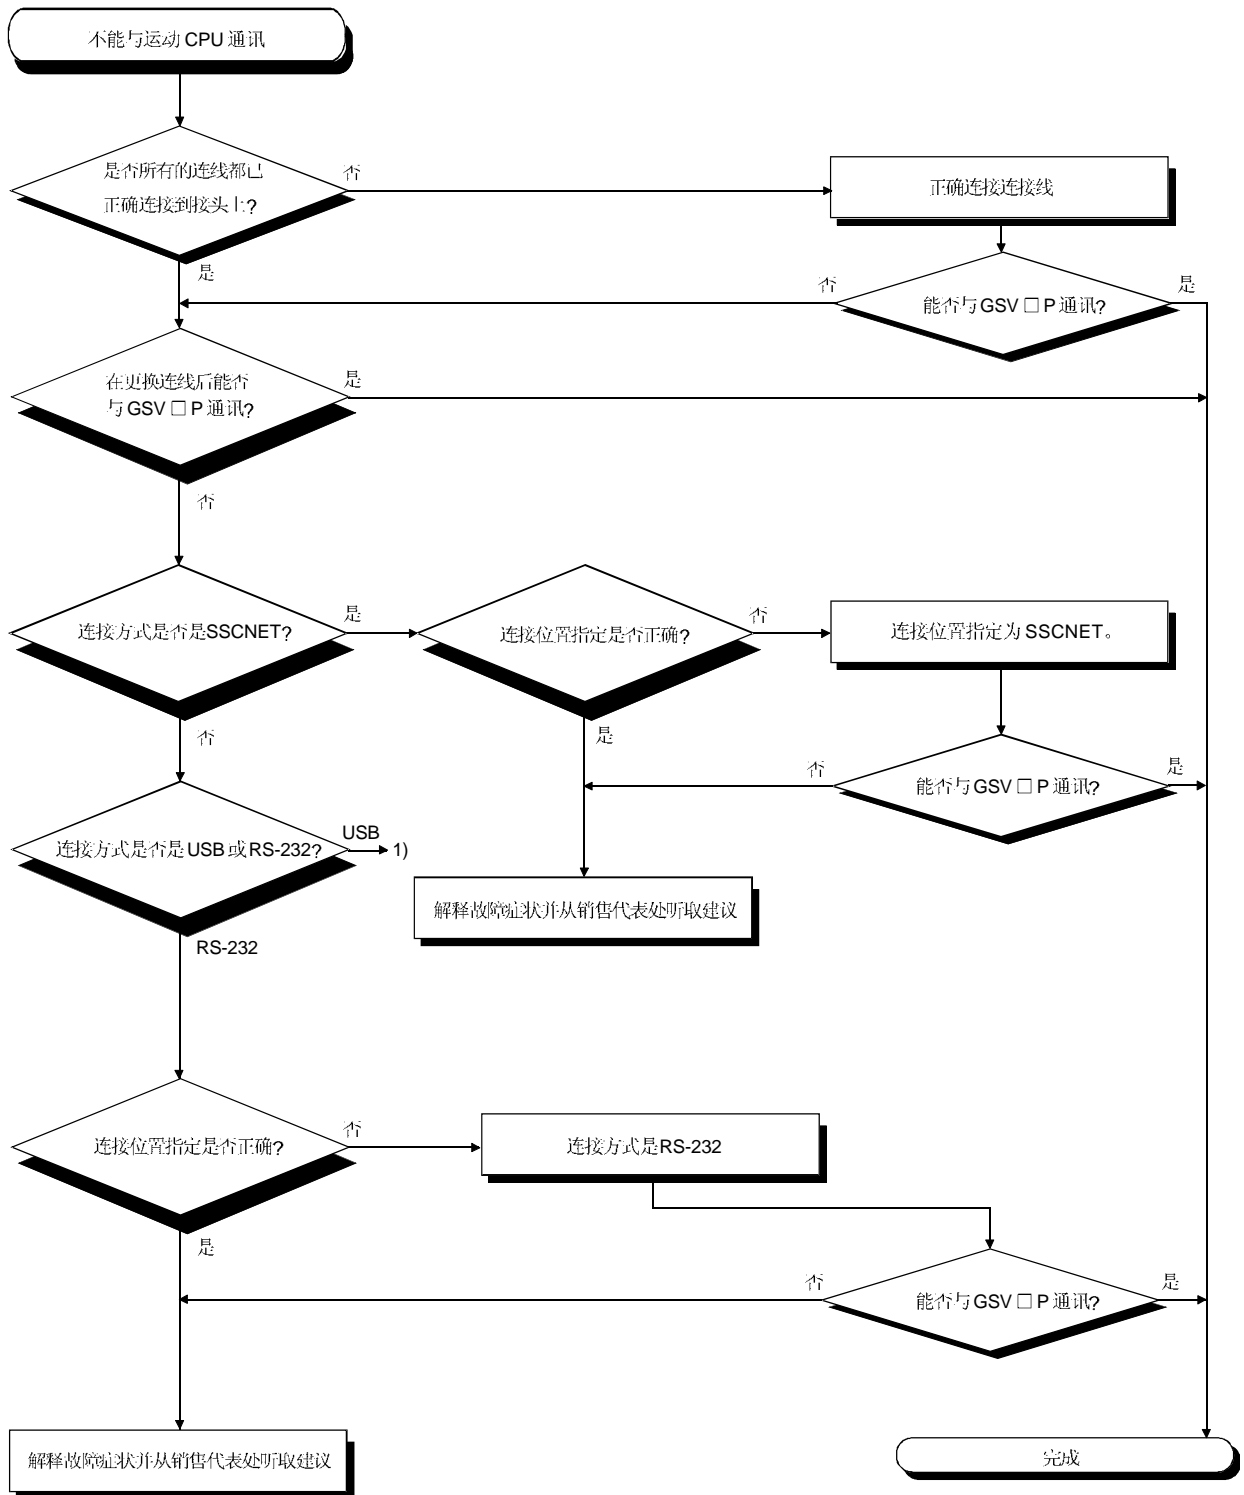 不能与运动 CPU 通讯
是否所有的连线都已
正确连接到接头上?
否
正确连接连接线
是
能否与 GSV □ P 通讯?
否
是
在更换连线后能否
与 GSV □ P 通讯?
是
否
连接方式是否是SSCNET?
是
连接位置指定是否正确?
否
连接位置指定为 SSCNET。
否
是
能否与 GSV □ P 通讯?
否
是
连接方式是否是 USB 或 RS-232?
USB
1)
解释故障症状并从销售代表处听取建议
RS-232
连接位置指定是否正确?
否
连接方式是RS-232
是
能否与 GSV □ P 通讯?
否
是
解释故障症状并从销售代表处听取建议
完成